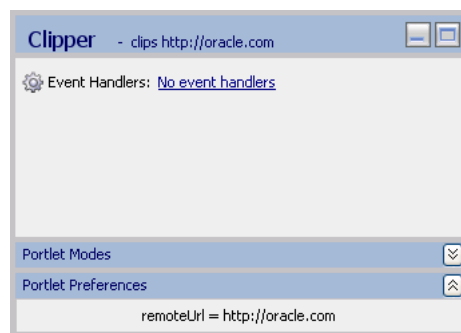 Clipper - clips http://oracle.com
Event Handlers: No event handlers
Portlet Modes
Portlet Preferences
remoteUrl = http://oracle.com